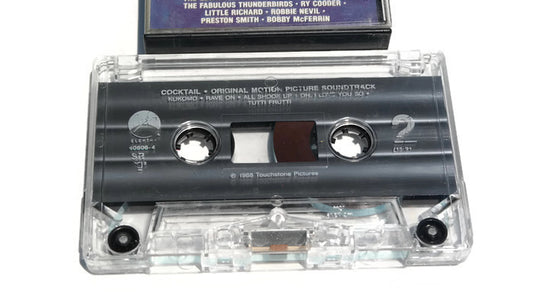 THE FABULOUS THUNDERBIRDS • RY COODER •
LITTLE RICHARD • ROBBIE NEVIL •
PRESTON SMITH • BOBBY McFERRIN
COCKTAIL • ORIGINAL MOTION PICTURE SOUNDTRACK
KOKOMO • RAVE ON • ALL SHOOK UP • OH, I LOVE YOU SO •
TUTTI FRUTTI
ELEKTRA
60806-4
SR
2
℗ 1988 Touchstone Pictures